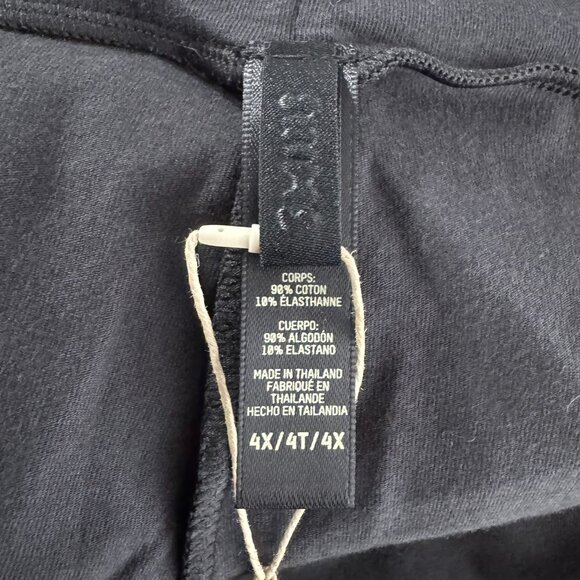 SKIMS
CORPS:
90% COTON
10% ÉLASTHANNE
CUERPO:
90% ALGODÓN
10% ELASTANO
MADE IN THAILAND
FABRIQUÉ EN
THAILANDE
HECHO EN TAILANDIA
4X/4T/4X